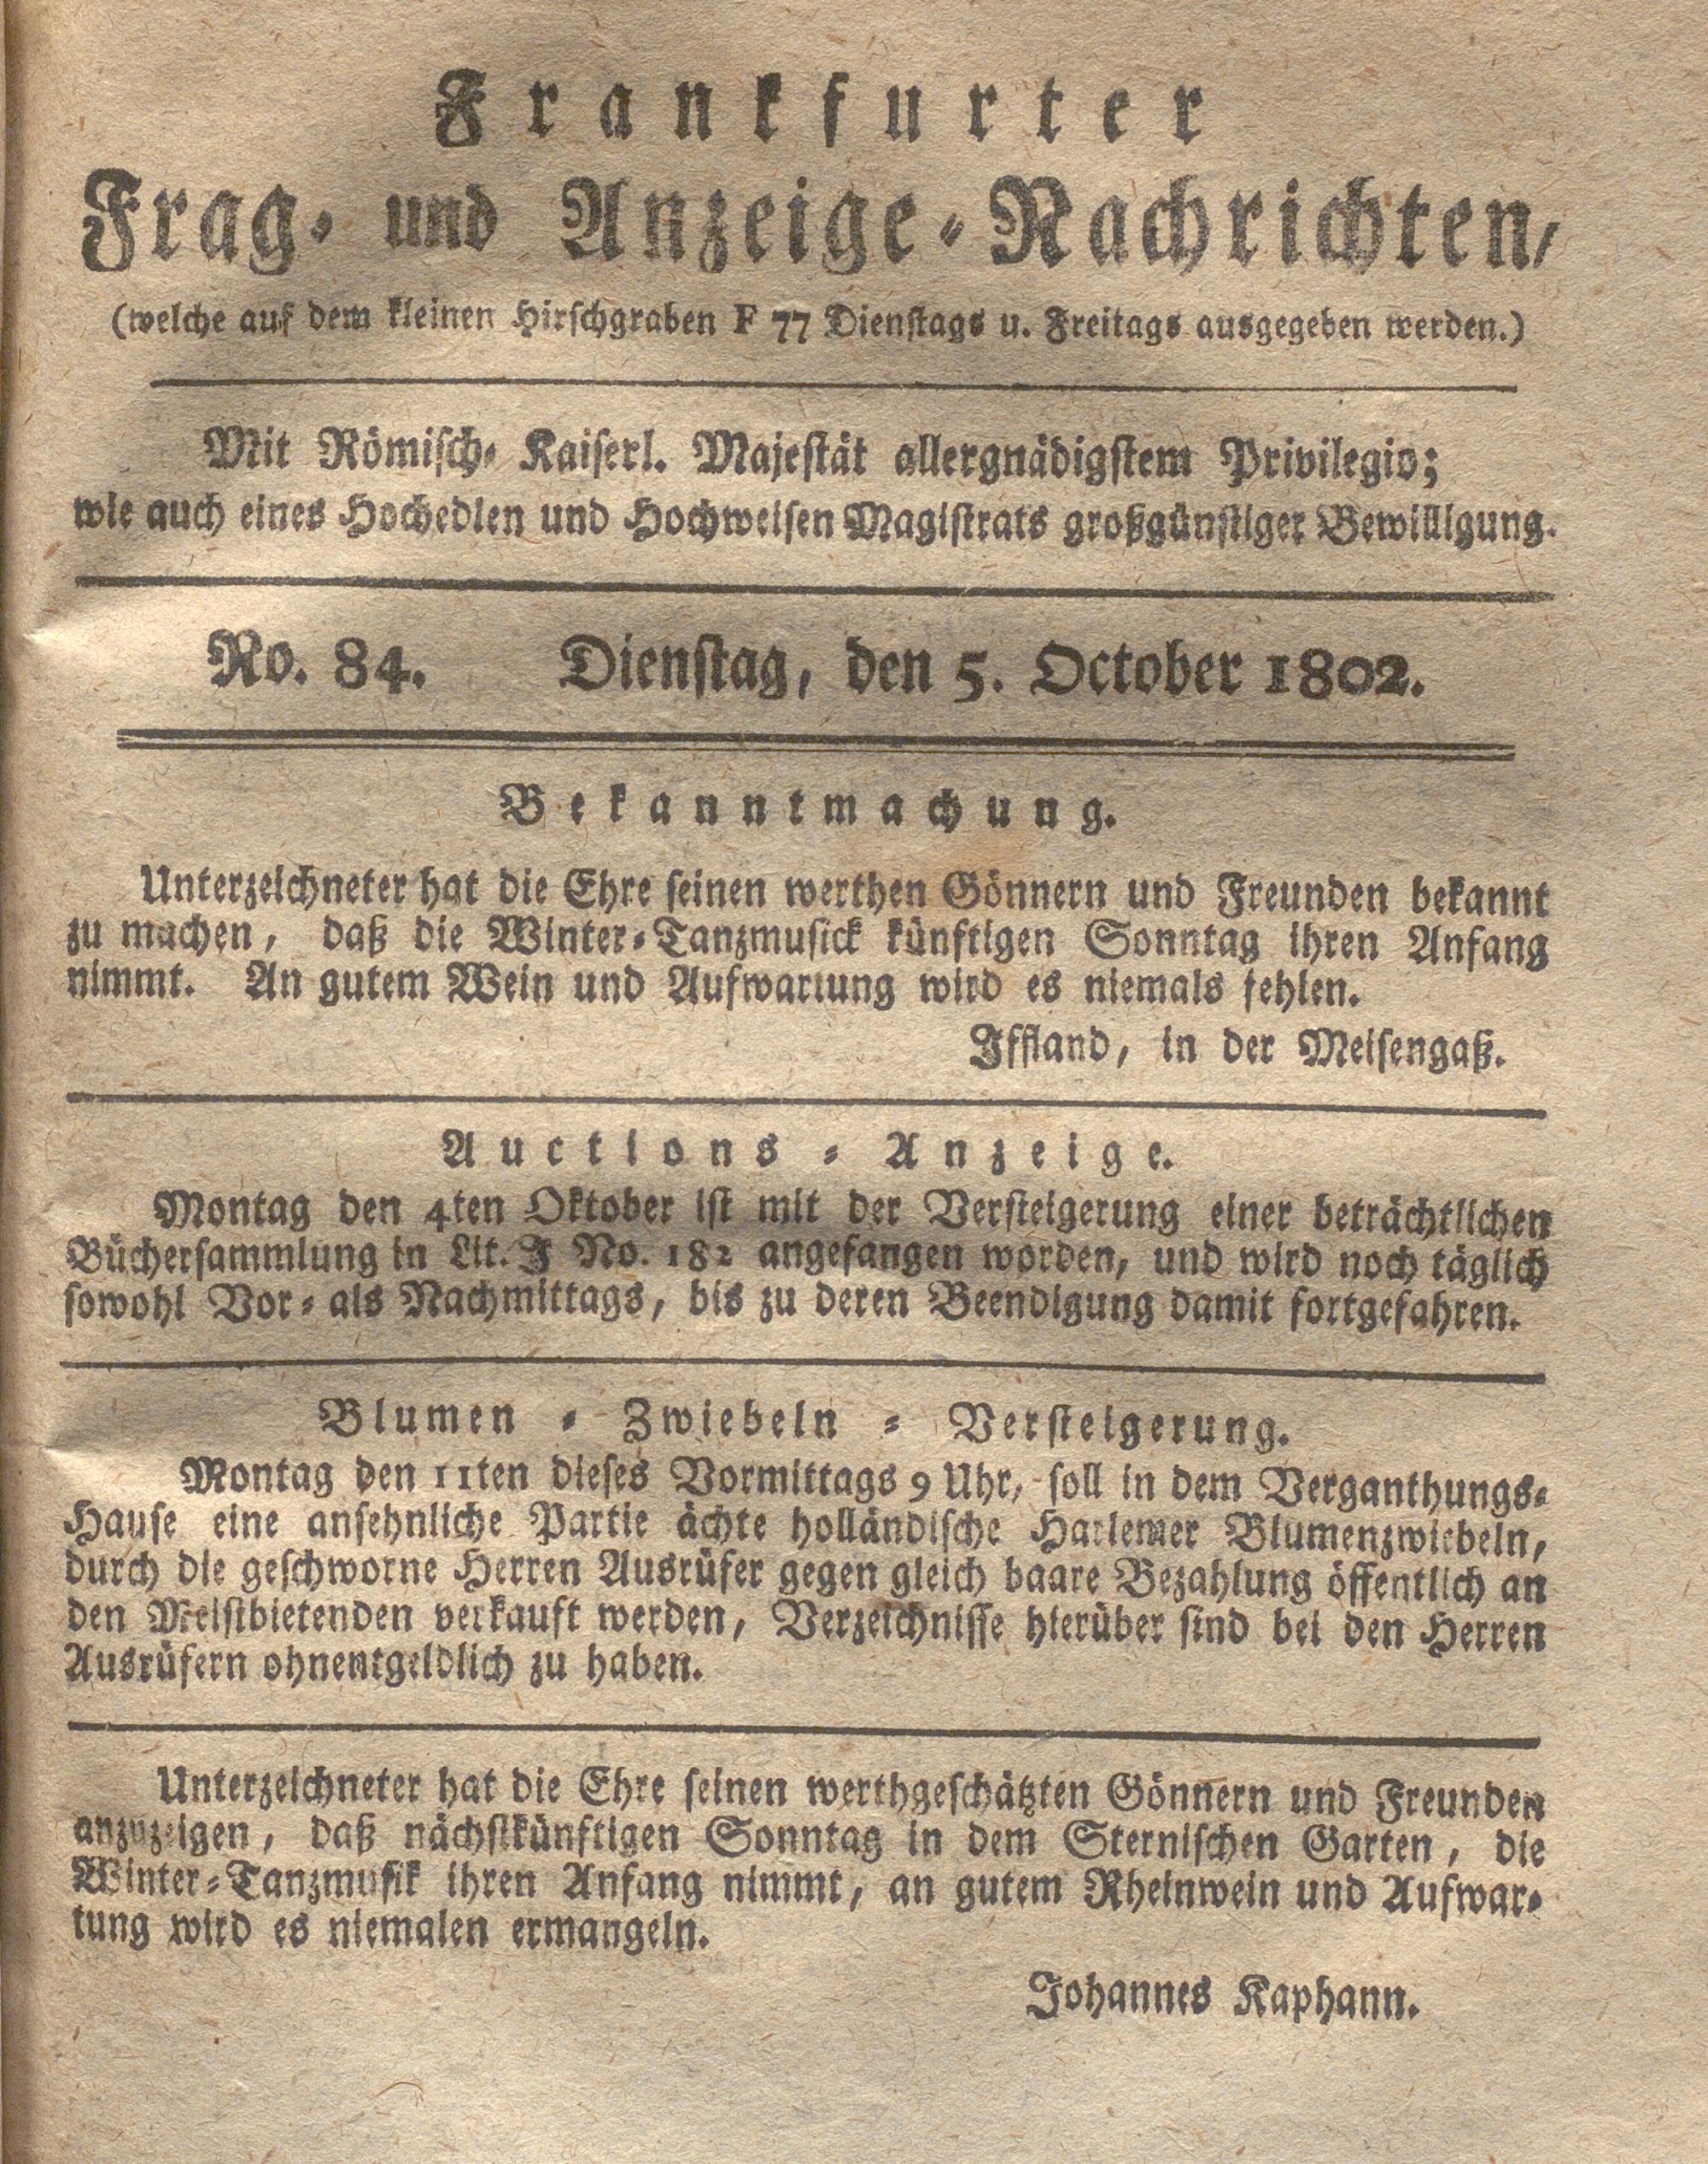 Frankfurter
Frag- und Anzeige-Nachrichten,
(welche auf dem kleinen Hirschgraben F 77 Dienstags u. Freitags ausgegeben werden.)
Mit Römisch- Kaiserl. Majestät allergnädigstem Privilegio;
wie auch eines Hochedlen und Hochweisen Magistrats großgünstiger Bewilligung.
No. 84. Dienstag, den 5. October 1802.
Bekanntmachung.
Unterzeichneter hat die Ehre seinen werthen Gönnern und Freunden bekannt
zu machen, daß die Winter-Tanzmusick künftigen Sonntag ihren Anfang
nimmt. An gutem Wein und Aufwartung wird es niemals fehlen.
Iffland, in der Meisengaß.
Auctions-Anzeige.
Montag den 4ten Oktober ist mit der Versteigerung einer beträchtlichen
Büchersammlung in Lit. J No. 182 angefangen worden, und wird noch täglich
sowohl Vor- als Nachmittags, bis zu deren Beendigung damit fortgefahren.
Blumen-Zwiebeln-Versteigerung.
Montag den 11ten dieses Vormittags 9 Uhr, soll in dem Verganthungs-
Hause eine ansehnliche Partie ächte holländische Harlemer Blumenzwiebeln,
durch die geschworne Herren Ausrüfer gegen gleich baare Bezahlung öffentlich an
den Meistbietenden verkauft werden, Verzeichnisse hierüber sind bei den Herren
Ausrüfern ohnentgeldlich zu haben.
Unterzeichneter hat die Ehre seinen werthgeschätzten Gönnern und Freunden
anzuzeigen, daß nächstkünftigen Sonntag in dem Sternischen Garten, die
Winter-Tanzmusik ihren Anfang nimmt, an gutem Rheinwein und Aufwar-
tung wird es niemalen ermangeln.
Johannes Kaphann.